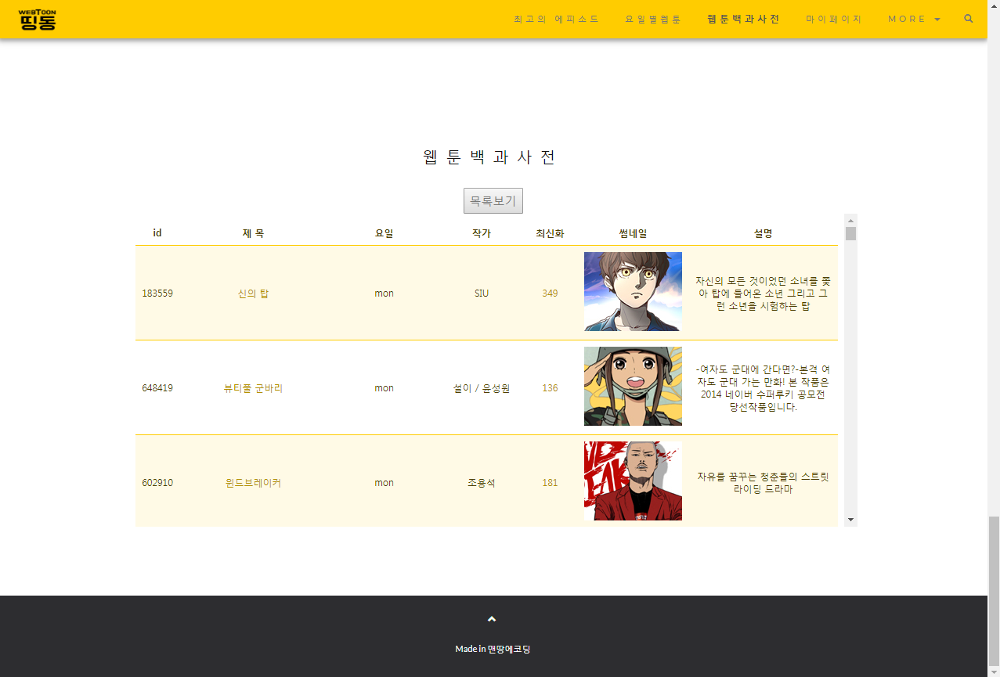 WEBTOON
띵동
최고의 에피소드 요일별웹툰 웹툰백과사전 마이페이지 MORE
웹툰백과사전
목록보기
id 제 목 요일 작가 최신화 썸네일 설명
183559 신의 탑 mon SIU 349
자신의 모든 것이었던 소녀를 쫓
아 탑에 들어온 소년 그리고 그
런 소년을 시험하는 탑
648419 뷰티풀 군바리 mon 설이 / 윤성원 136
-여자도 군대에 간다면?-본격 여
자도 군대 가는 만화! 본 작품은
2014 네이버 수퍼루키 공모전
당선작품입니다.
602910 윈드브레이커 mon 조용석 181
자유를 꿈꾸는 청춘들의 스트릿
라이딩 드라마
Made in 맨땅에코딩